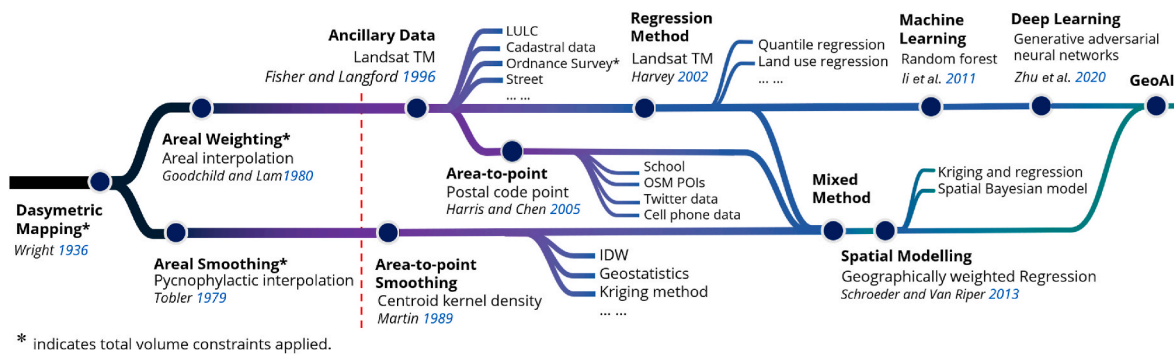 Ancillary Data
Landsat TM
Fisher and Langford 1996
LULC
Cadastral data
Ordnance Survey*
Street
... ...
Regression
Method
Landsat TM
Harvey 2002
Quantile regression
Land use regression
... ...
Machine
Learning
Random forest
li et al. 2011
Deep Learning
Generative adversarial
neural networks
Zhu et al. 2020
GeoAI
Areal Weighting*
Areal interpolation
Goodchild and Lam1980
Area-to-point
Postal code point
Harris and Chen 2005
School
OSM POIs
Twitter data
Cell phone data
Mixed
Method
Kriging and regression
Spatial Bayesian model
Dasymetric
Mapping*
Wright 1936
Areal Smoothing*
Pycnophylactic interpolation
Tobler 1979
Area-to-point
Smoothing
Centroid kernel density
Martin 1989
IDW
Geostatistics
Kriging method
... ...
Spatial Modelling
Geographically weighted Regression
Schroeder and Van Riper 2013
* indicates total volume constraints applied.